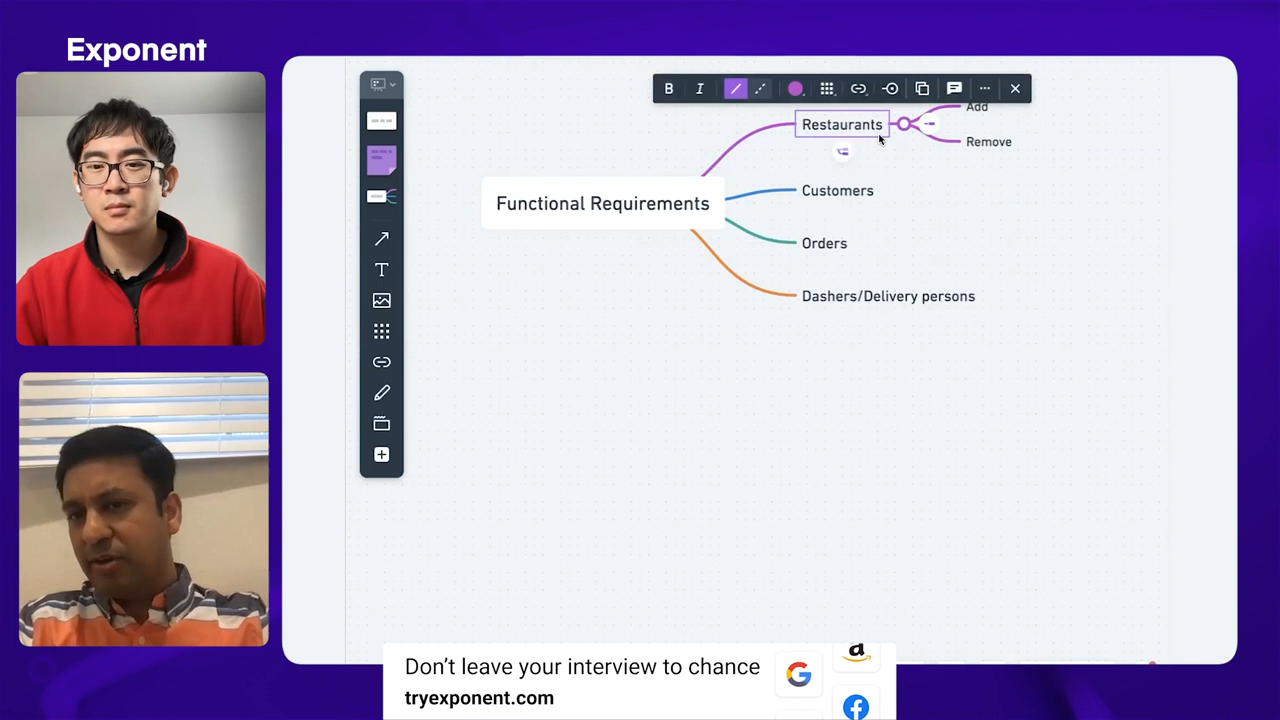 Exponent
B I
Add
Restaurants
Remove
Customers
Functional Requirements
Orders
Dashers/Delivery persons
T
Don't leave your interview to chance
tryexponent.com